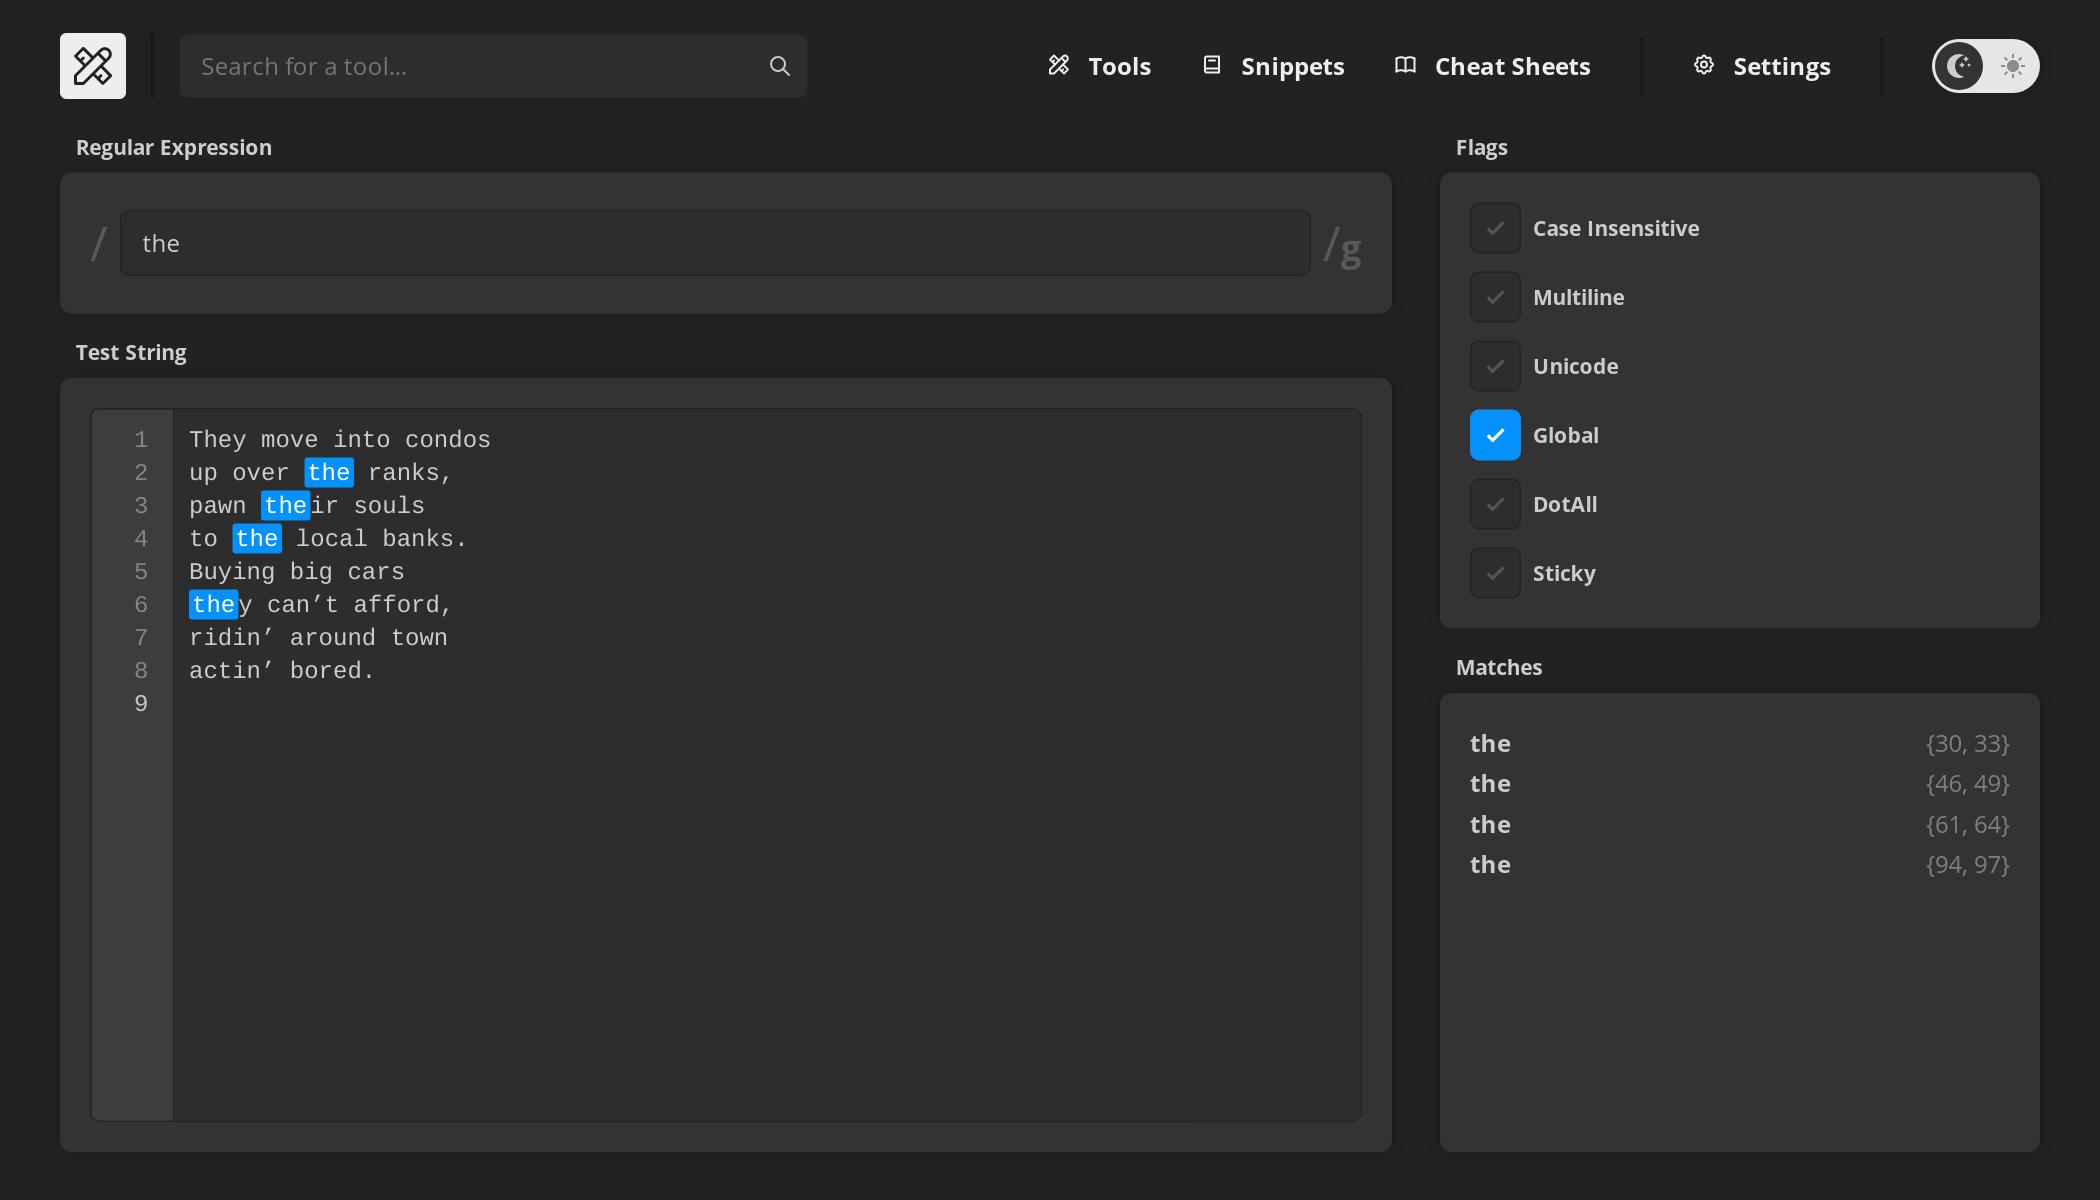 Search for a tool...
Tools
Snippets
Cheat Sheets
Settings
Regular Expression
/ the /g
Test String
1 They move into condos
2 up over the ranks,
3 pawn their souls
4 to the local banks.
5 Buying big cars
6 they can’t afford,
7 ridin’ around town
8 actin’ bored.
9
Flags
Case Insensitive
Multiline
Unicode
Global
DotAll
Sticky
Matches
the {30, 33}
the {46, 49}
the {61, 64}
the {94, 97}